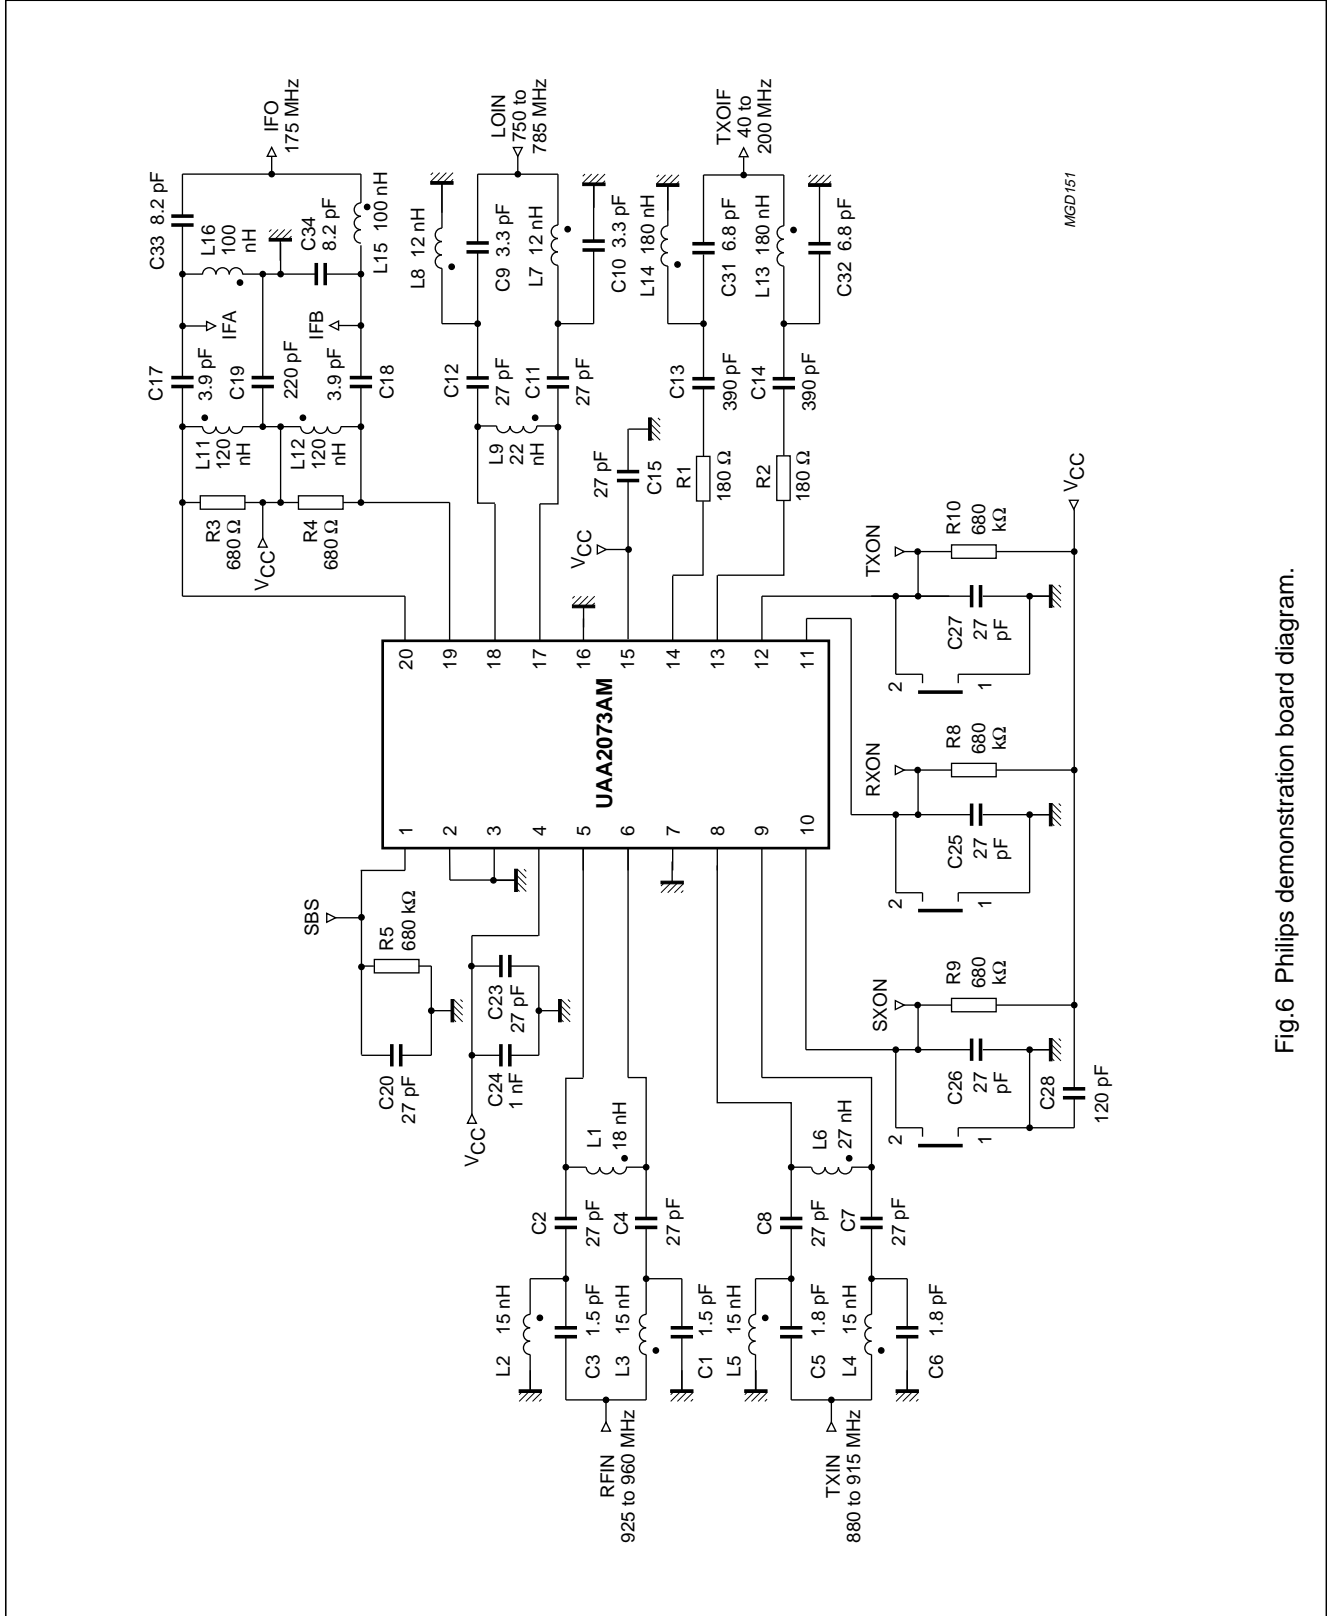 C33 8.2 pF
IFO
175 MHz
L16
100
nH
C34
8.2 pF
L15 100 nH
C17
3.9 pF
IFA
C19
220 pF
IFB
3.9 pF
C18
L11
120
nH
L12
120
nH
R3
680 Ω
VCC
R4
680 Ω
L8 12 nH
LOIN
750 to
785 MHz
C9 3.3 pF
L7 12 nH
C10 3.3 pF
C12
27 pF
C11
27 pF
L9
22
nH
VCC
27 pF
C15
L14 180 nH
TXOIF
40 to
200 MHz
C31 6.8 pF
L13 180 nH
C32 6.8 pF
C13
390 pF
C14
390 pF
R1
180 Ω
R2
180 Ω
MGD151
20
19
18
17
16
15
14
13
12
11
UAA2073AM
1
2
3
4
5
6
7
8
9
10
SBS
R5
680 kΩ
C20
27 pF
C23
27 pF
C24
1 nF
VCC
L1
18 nH
C2
27 pF
C4
27 pF
L2 15 nH
C3 1.5 pF
L3 15 nH
C1 1.5 pF
RFIN
925 to 960 MHz
L6
27 nH
C8
27 pF
C7
27 pF
L5 15 nH
C5 1.8 pF
L4 15 nH
C6 1.8 pF
TXIN
880 to 915 MHz
SXON
R9
680
kΩ
C26
27
pF
2
1
C28
120 pF
RXON
R8
680
kΩ
C25
27
pF
2
1
TXON
R10
680
kΩ
C27
27
pF
2
1
VCC
Fig.6 Philips demonstration board diagram.